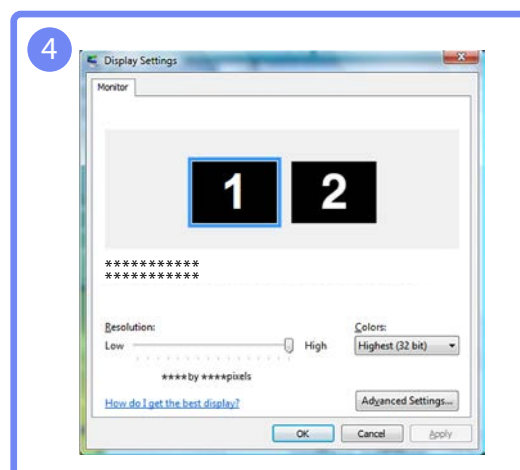 4
Display Settings
Monitor
1 2
***********
***********
Resolution: Colors:
Low High Highest (32 bit)
**** by ****pixels
How do I get the best display? Advanced Settings...
OK Cancel Apply